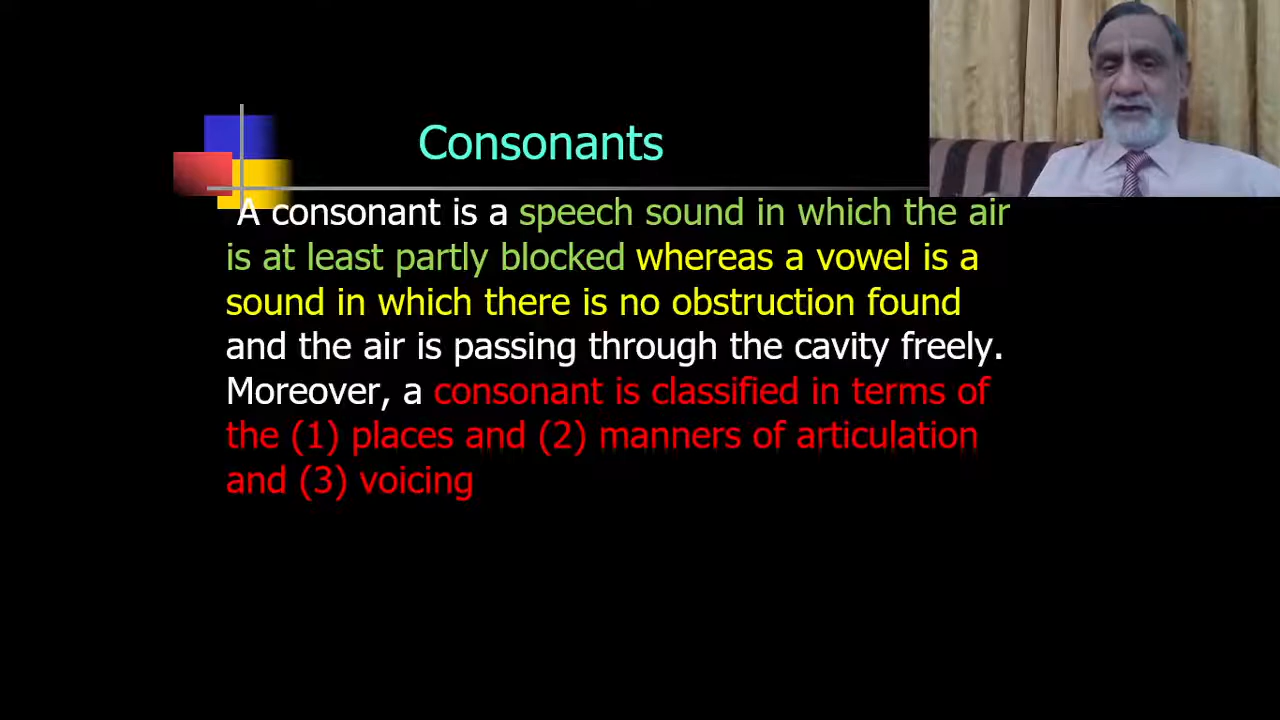 Consonants
A consonant is a speech sound in which the air
is at least partly blocked whereas a vowel is a
sound in which there is no obstruction found
and the air is passing through the cavity freely.
Moreover, a consonant is classified in terms of
the (1) places and (2) manners of articulation
and (3) voicing